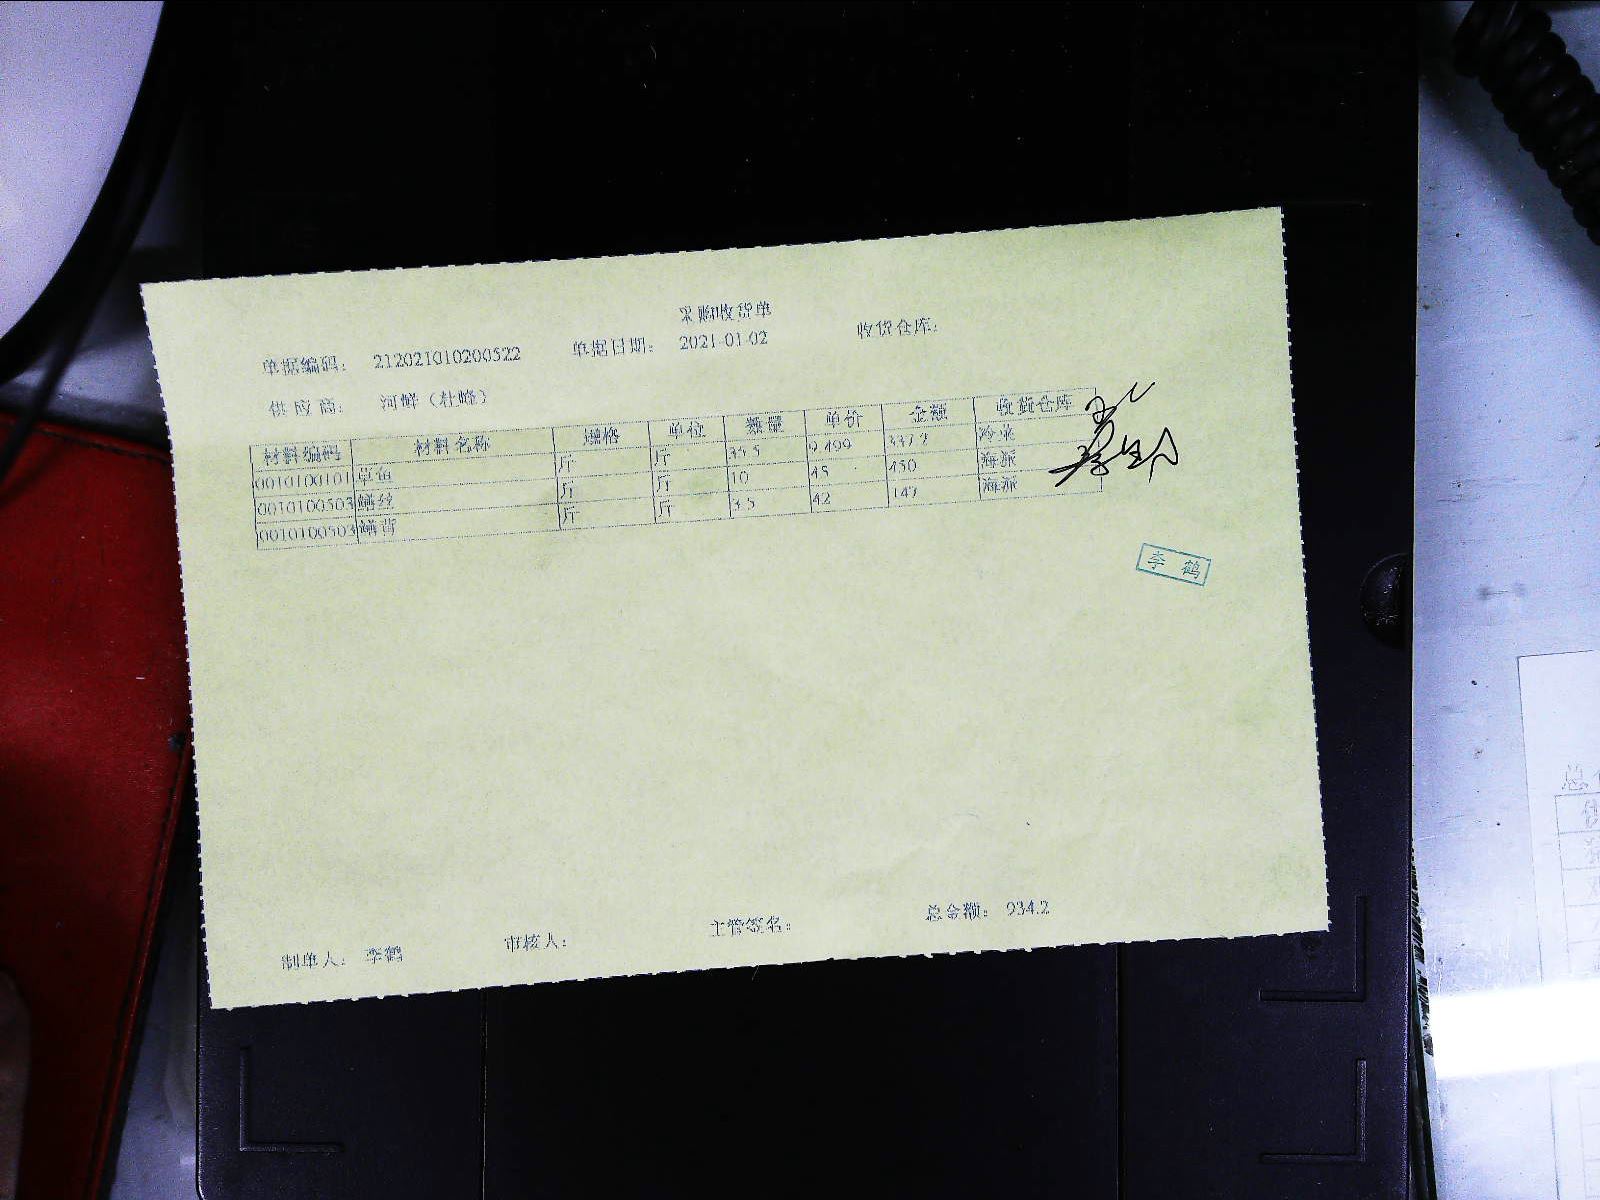 采购收货单
单据编码： 212021010200522 单据日期： 2021-01-02 收货仓库：
供应商： 河鲜（杜峰）
材料编码 材料名称 规格 单位 数量 单价 金额 收货仓库
0010100101 草鱼 斤 斤 35.5 9.499 337.2 冷菜
0010100503 鳝丝 斤 斤 10 45 450 海派
0010100503 鳝背 斤 斤 3.5 42 147 海派
李鹤
制单人： 李鹤 审核人： 主管签名： 总金额： 934.2
总